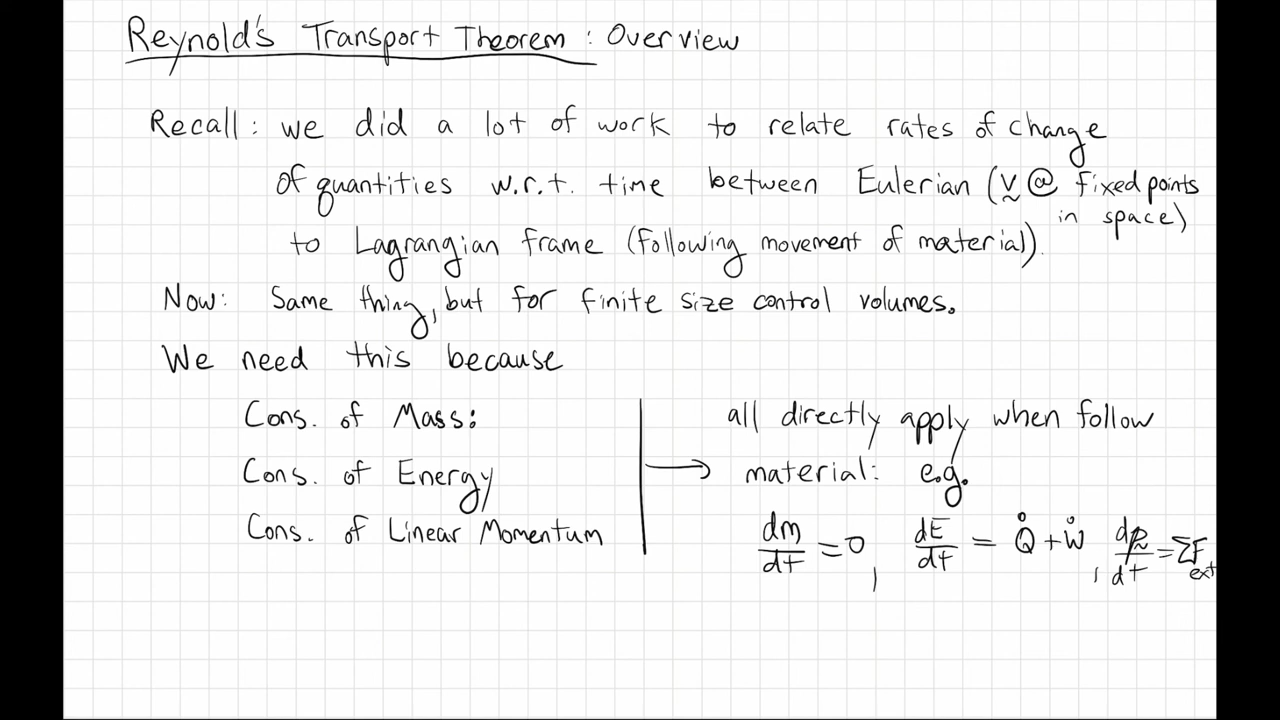 Reynold's Transport Theorem : Overview
Recall : we did a lot of work to relate rates of change
of quantities w.r.t. time between Eulerian (v @ fixed points
in space)
to Lagrangian frame (following movement of material).
Now: Same thing, but for finite size control volumes.
We need this because
Cons. of Mass:
Cons. of Energy
Cons. of Linear Momentum
all directly apply when follow
material: e.g.
dm/dt = 0, dE/dt = Q̇ + Ẇ, dp/dt = ΣF ext